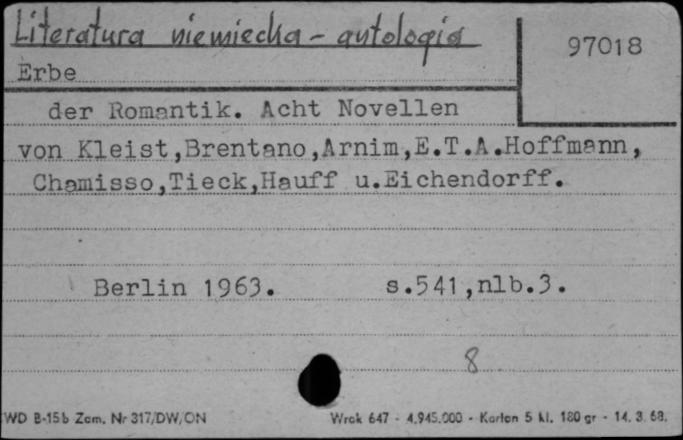 Literatura niemiecka - antologia
97018
Erbe
der Romantik. Acht Novellen
von Kleist,Brentano,Arnim,E.T.A.Hoffmann,
Chamisso,Tieck,Hauff u.Eichendorff.
Berlin 1963. s.541,nlb.3.
8
WD B-15b Zam. Nr 317/DW/ON Wrok 647 - 4.945.000 - Karton 5 kl. 180 gr - 14. 3. 68.